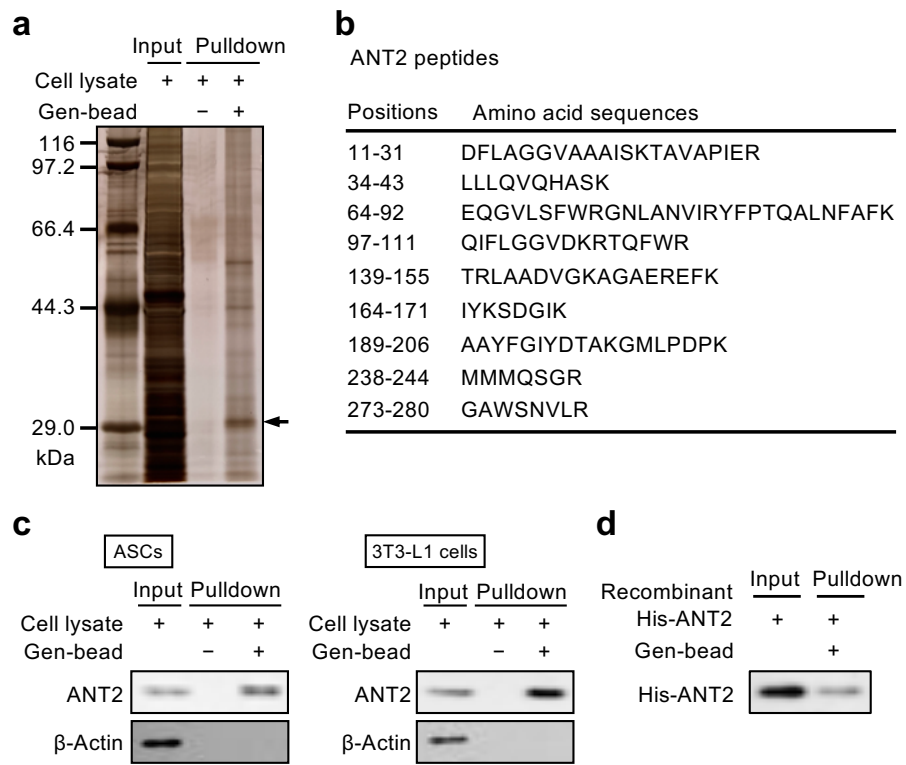 a
Input Pulldown
Cell lysate + + +
Gen-bead − +
116
97.2
66.4
44.3
29.0
kDa
b
ANT2 peptides
Positions Amino acid sequences
11-31 DFLAGGVAAAISKTAVAPIER
34-43 LLLQVQHASK
64-92 EQGVLSFWRGNLANVIRYFPTQALNFAFK
97-111 QIFLGGVDKRTQFWR
139-155 TRLAADVGKAGAEREFK
164-171 IYKSDGIK
189-206 AAYFGIYDTAKGMLPDPK
238-244 MMMQSGR
273-280 GAWSNVLR
c
ASCs
Input Pulldown
Cell lysate + + +
Gen-bead − +
ANT2
β-Actin
3T3-L1 cells
Input Pulldown
Cell lysate + + +
Gen-bead − +
ANT2
β-Actin
d
Input Pulldown
Recombinant
His-ANT2 + +
Gen-bead +
His-ANT2